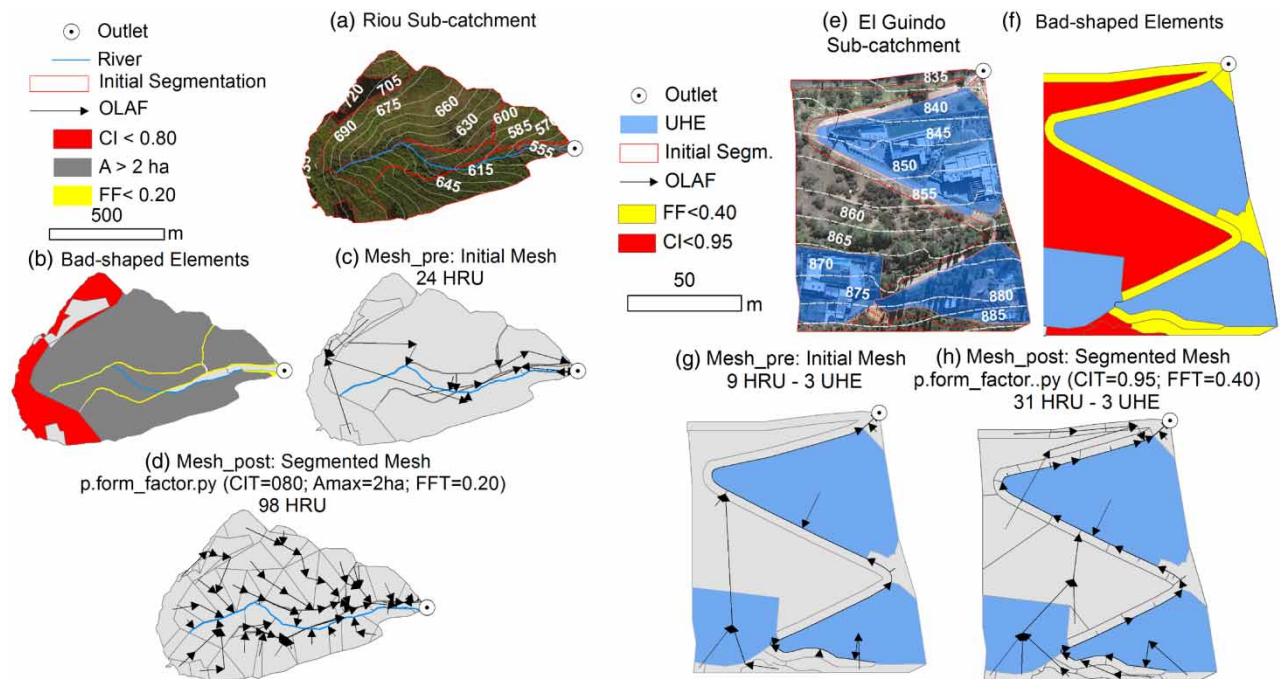 (a) Riou Sub-catchment
Outlet
River
Initial Segmentation
OLAF
CI < 0.80
A > 2 ha
FF< 0.20
500
m
720
705
690
675
660
630
600
585
555
615
645
(b) Bad-shaped Elements
(c) Mesh_pre: Initial Mesh
24 HRU
(d) Mesh_post: Segmented Mesh
p.form_factor.py (CIT=080; Amax=2ha; FFT=0.20)
98 HRU
(e) El Guindo
Sub-catchment
Outlet
UHE
Initial Segm.
OLAF
FF<0.40
CI<0.95
50
m
835
840
845
850
855
860
865
870
875
880
885
(f) Bad-shaped Elements
(g) Mesh_pre: Initial Mesh
9 HRU - 3 UHE
(h) Mesh_post: Segmented Mesh
p.form_factor..py (CIT=0.95; FFT=0.40)
31 HRU - 3 UHE